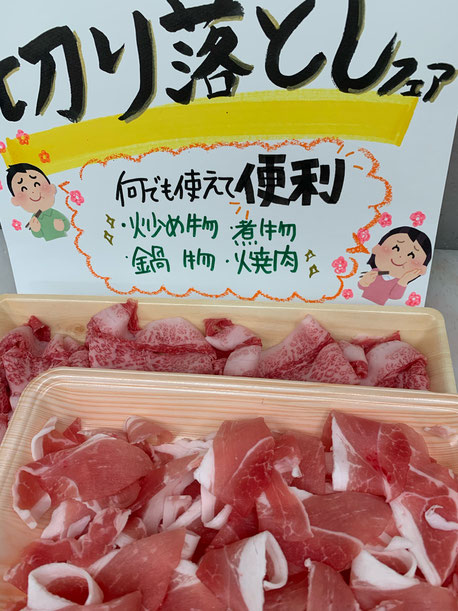 切り落としフェア
何でも使えて便利
・炒め物・煮物
・鍋物・焼肉